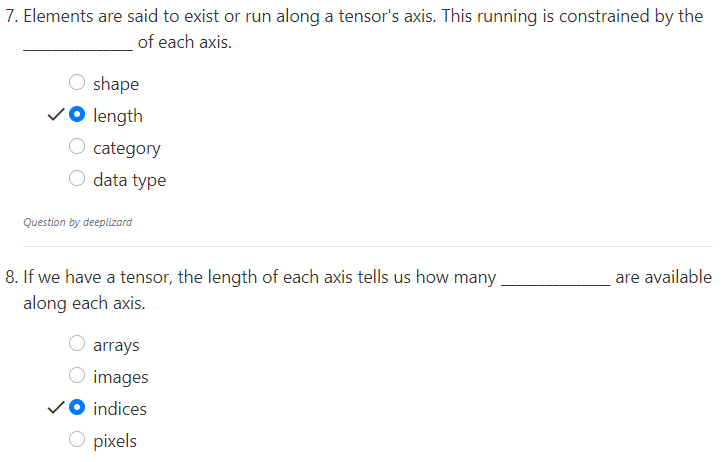 7. Elements are said to exist or run along a tensor's axis. This running is constrained by the
______________ of each axis.
shape
length
category
data type
Question by deeplizard
8. If we have a tensor, the length of each axis tells us how many ______________ are available
along each axis.
arrays
images
indices
pixels